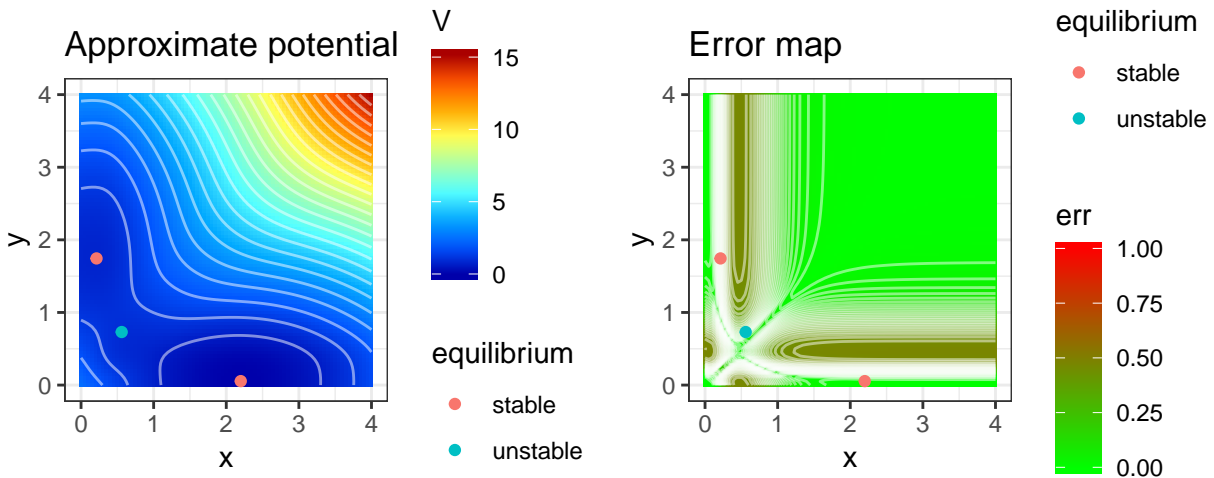 Approximate potential
V
15
10
5
0
equilibrium
stable
unstable
4
3
2
1
0
y
0 1 2 3 4
x
Error map
4
3
2
1
0
y
0 1 2 3 4
x
equilibrium
stable
unstable
err
1.00
0.75
0.50
0.25
0.00